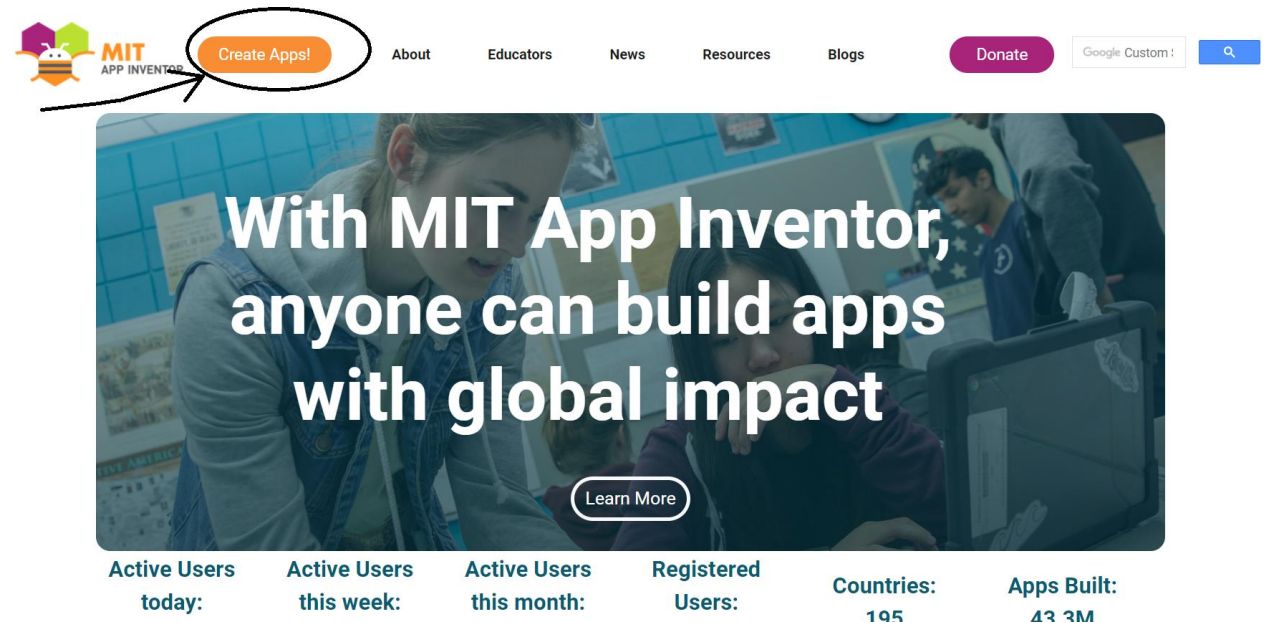 MIT
APP INVENTOR
Create Apps!
About
Educators
News
Resources
Blogs
Donate
Google Custom
With MIT App Inventor,
anyone can build apps
with global impact
Learn More
Active Users
today:
Active Users
this week:
Active Users
this month:
Registered
Users:
Countries:
195
Apps Built:
43.3M